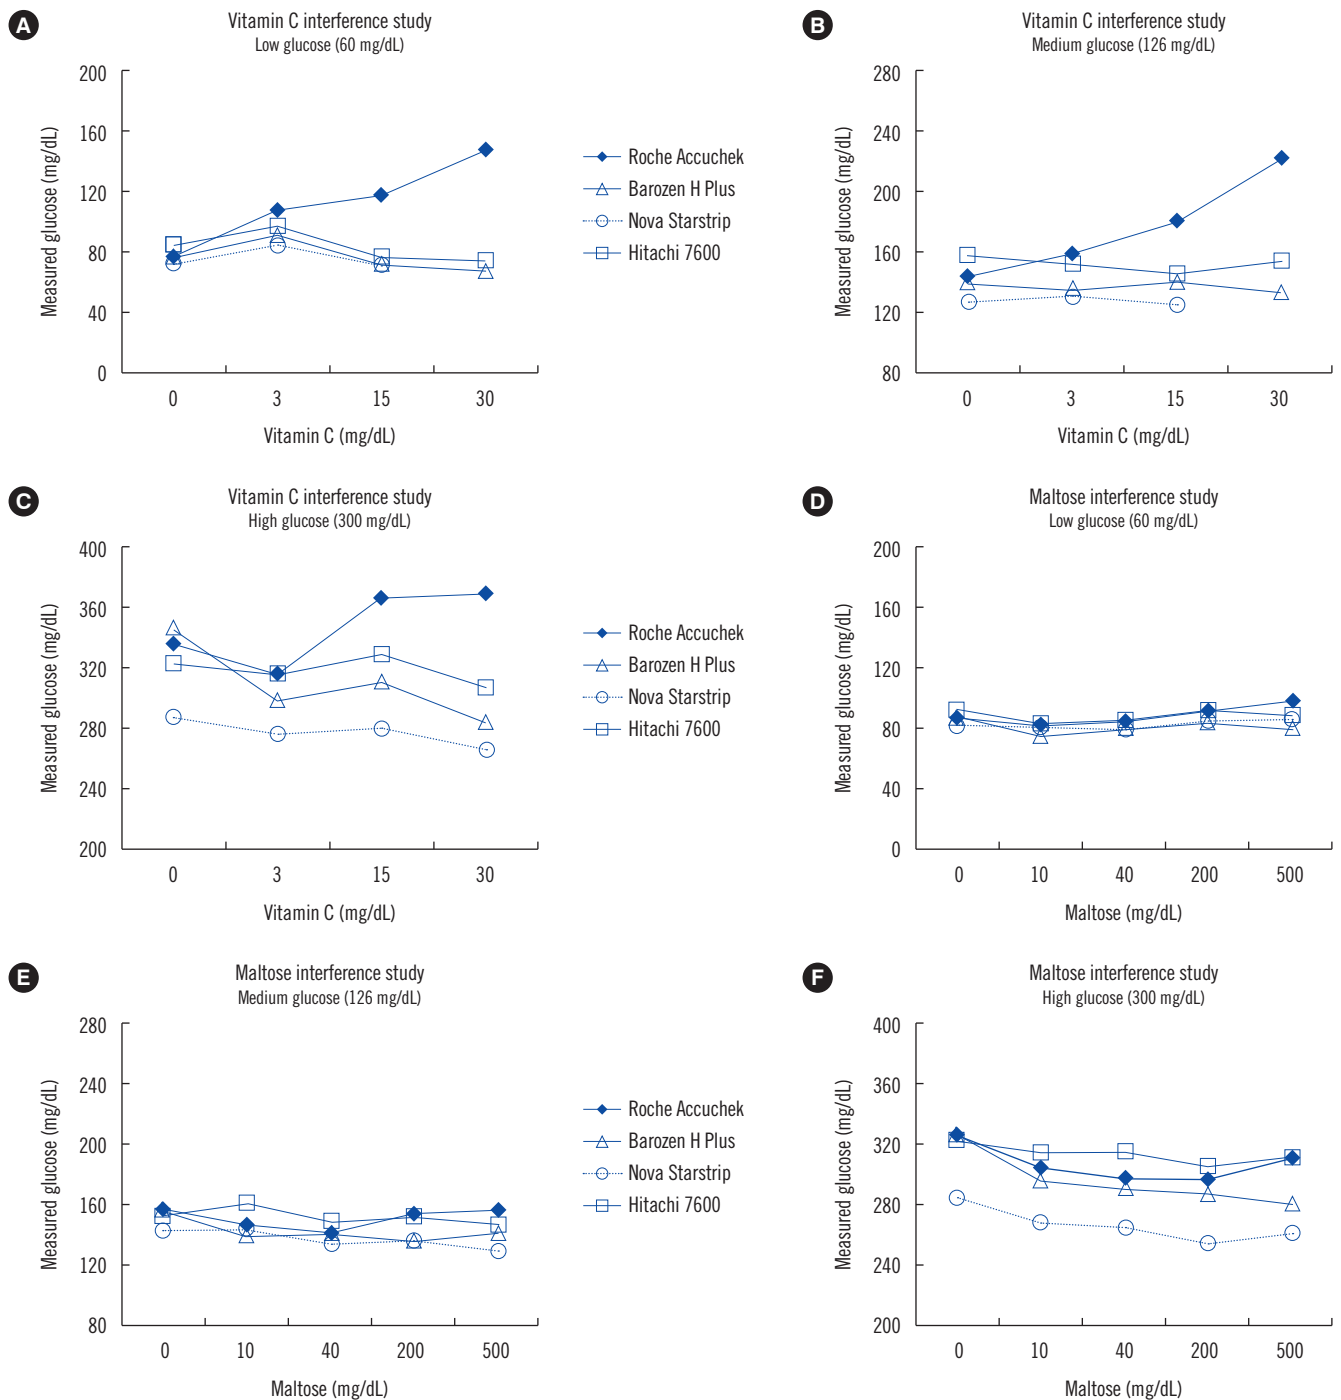 A
Vitamin C interference study
Low glucose (60 mg/dL)
Measured glucose (mg/dL)
200
160
120
80
40
0
0 3 15 30
Vitamin C (mg/dL)
Roche Accuchek
Barozen H Plus
Nova Starstrip
Hitachi 7600
B
Vitamin C interference study
Medium glucose (126 mg/dL)
Measured glucose (mg/dL)
280
240
200
160
120
80
0 3 15 30
Vitamin C (mg/dL)
C
Vitamin C interference study
High glucose (300 mg/dL)
Measured glucose (mg/dL)
400
360
320
280
240
200
0 3 15 30
Vitamin C (mg/dL)
Roche Accuchek
Barozen H Plus
Nova Starstrip
Hitachi 7600
D
Maltose interference study
Low glucose (60 mg/dL)
Measured glucose (mg/dL)
200
160
120
80
40
0
0 10 40 200 500
Maltose (mg/dL)
E
Maltose interference study
Medium glucose (126 mg/dL)
Measured glucose (mg/dL)
280
240
200
160
120
80
0 10 40 200 500
Maltose (mg/dL)
Roche Accuchek
Barozen H Plus
Nova Starstrip
Hitachi 7600
F
Maltose interference study
High glucose (300 mg/dL)
Measured glucose (mg/dL)
400
360
320
280
240
200
0 10 40 200 500
Maltose (mg/dL)